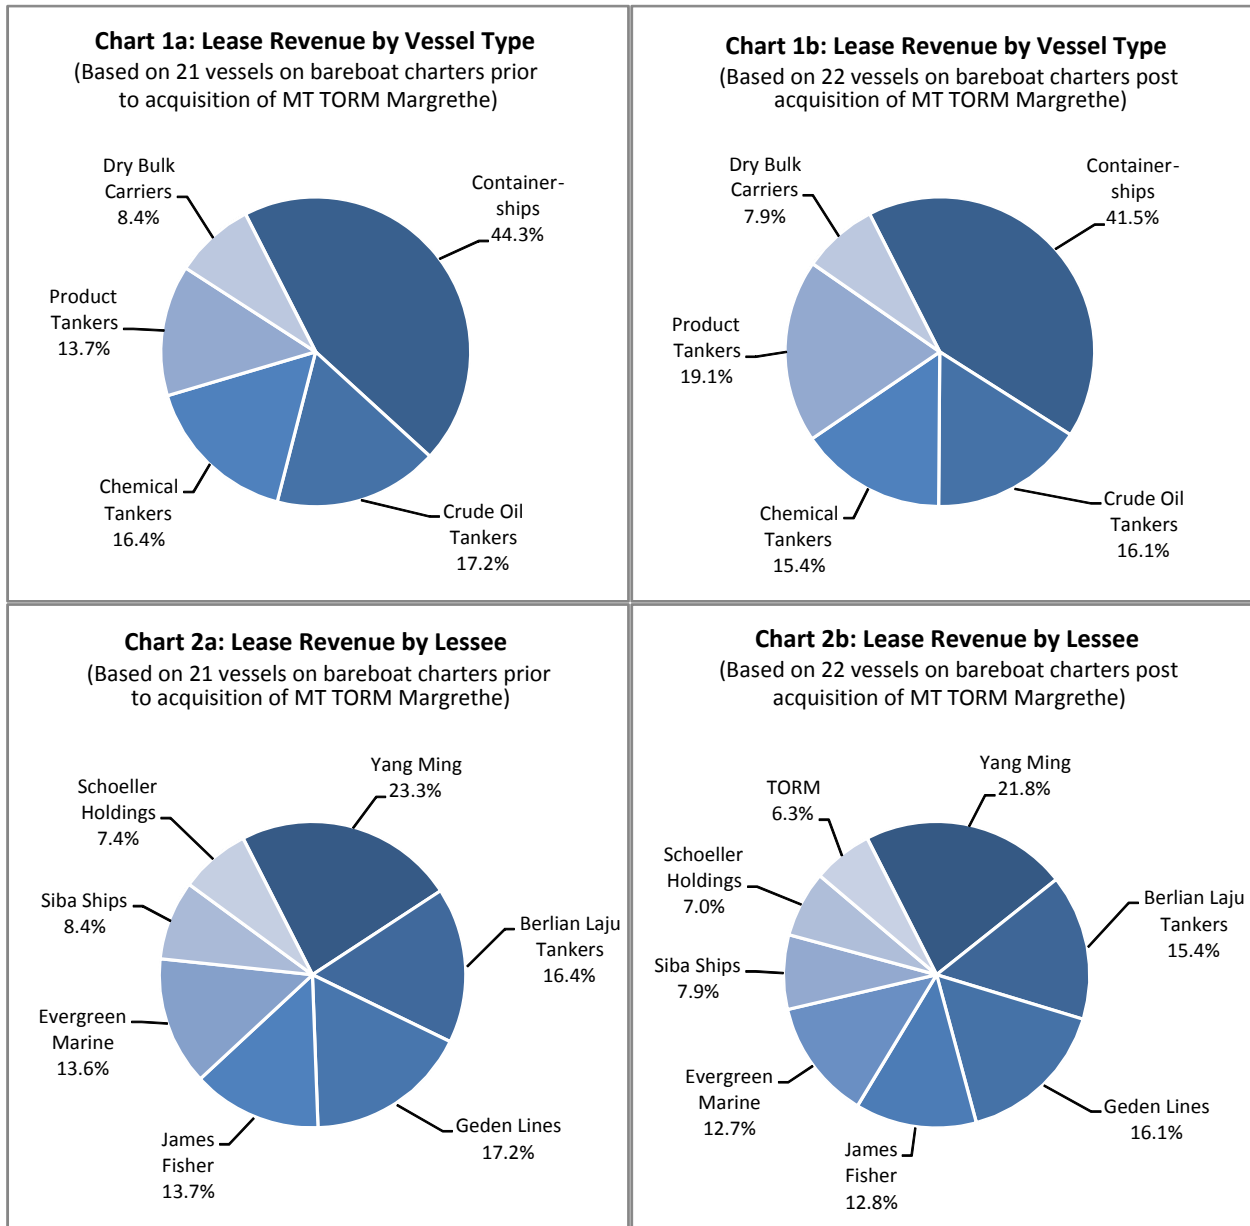 Chart 1a: Lease Revenue by Vessel Type
(Based on 21 vessels on bareboat charters prior
to acquisition of MT TORM Margrethe)
Dry Bulk
Carriers
8.4%
Container-
ships
44.3%
Product
Tankers
13.7%
Chemical
Tankers
16.4%
Crude Oil
Tankers
17.2%
Chart 1b: Lease Revenue by Vessel Type
(Based on 22 vessels on bareboat charters post
acquisition of MT TORM Margrethe)
Dry Bulk
Carriers
7.9%
Container-
ships
41.5%
Product
Tankers
19.1%
Chemical
Tankers
15.4%
Crude Oil
Tankers
16.1%
Chart 2a: Lease Revenue by Lessee
(Based on 21 vessels on bareboat charters prior
to acquisition of MT TORM Margrethe)
Yang Ming
23.3%
Schoeller
Holdings
7.4%
Siba Ships
8.4%
Berlian Laju
Tankers
16.4%
Evergreen
Marine
13.6%
James
Fisher
13.7%
Geden Lines
17.2%
Chart 2b: Lease Revenue by Lessee
(Based on 22 vessels on bareboat charters post
acquisition of MT TORM Margrethe)
Yang Ming
21.8%
TORM
6.3%
Schoeller
Holdings
7.0%
Berlian Laju
Tankers
15.4%
Siba Ships
7.9%
Evergreen
Marine
12.7%
James
Fisher
12.8%
Geden Lines
16.1%